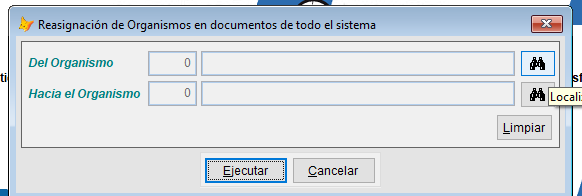 Reasignación de Organismos en documentos de todo el sistema
Del Organismo 0
Hacia el Organismo 0
Locali
Limpiar
Ejecutar Cancelar